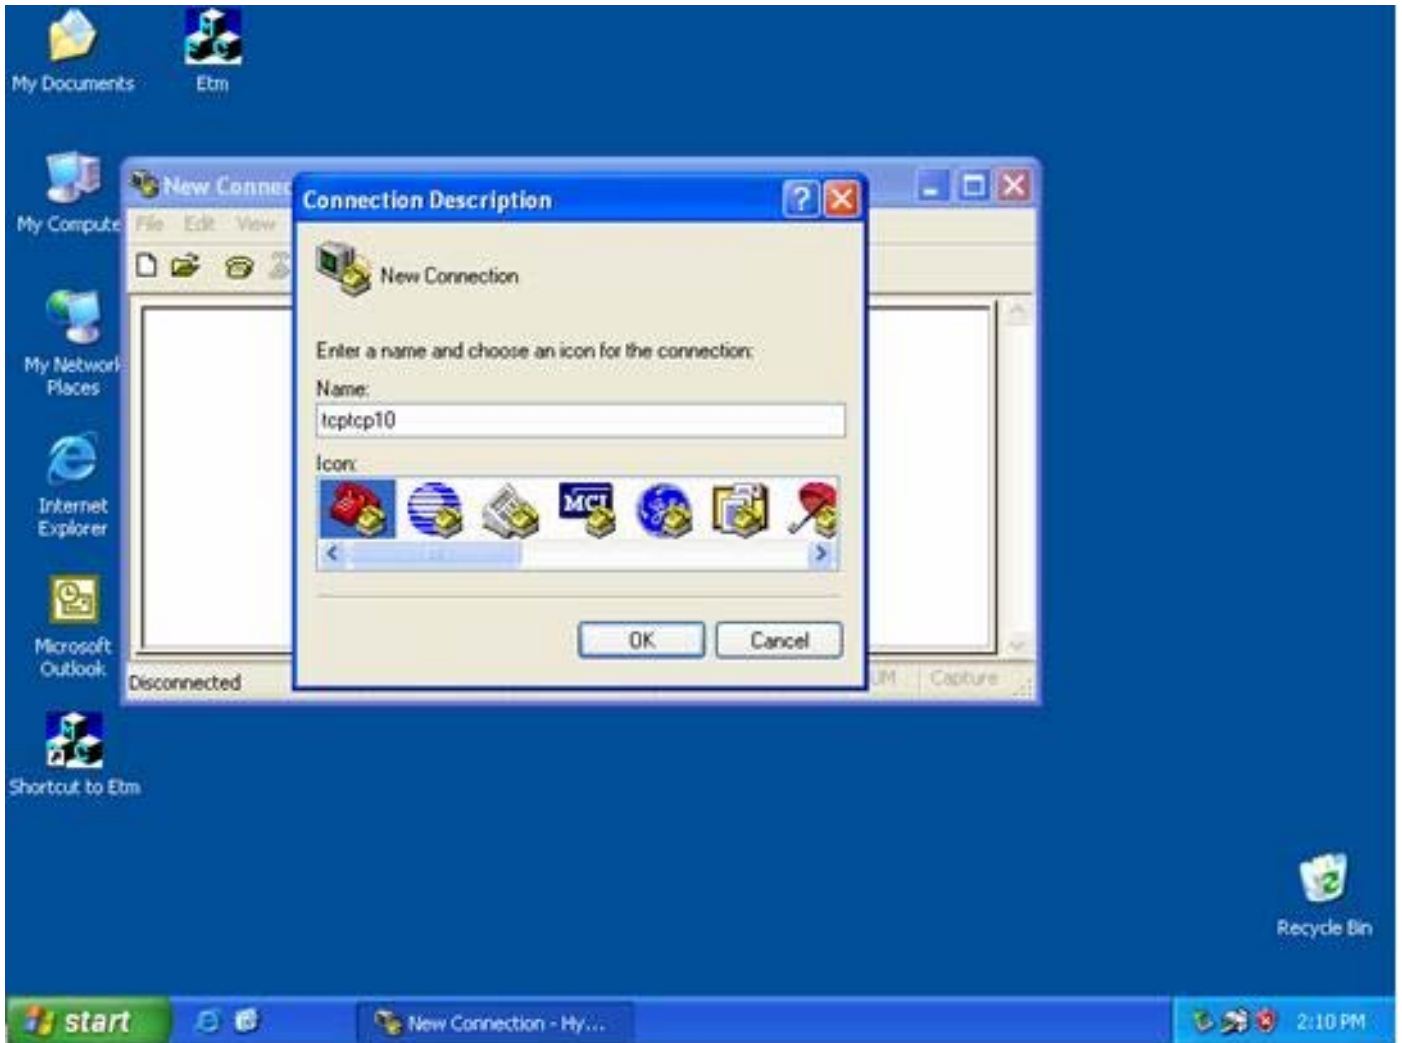 My Documents
Etm
My Compute
My Network
Places
Internet
Explorer
Microsoft
Outlook
Shortcut to Etm
New Connec
File Edit View
Connection Description
New Connection
Enter a name and choose an icon for the connection:
Name:
tcptcp10
Icon:
MCI
OK
Cancel
Disconnected
UM
Capture
Recycle Bin
start
New Connection - Hy...
2:10 PM